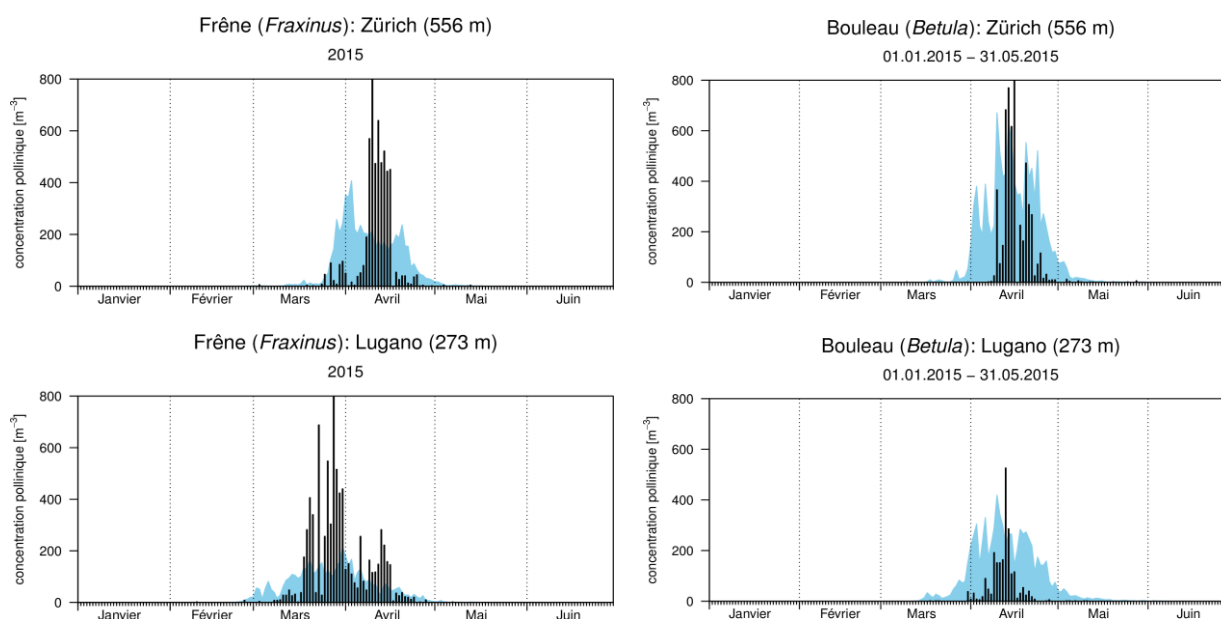 Frêne (Fraxinus): Zürich (556 m)
2015
concentration pollinique [m⁻³]
800
600
400
200
0
Janvier Février Mars Avril Mai Juin
Bouleau (Betula): Zürich (556 m)
01.01.2015 – 31.05.2015
concentration pollinique [m⁻³]
800
600
400
200
0
Janvier Février Mars Avril Mai Juin
Frêne (Fraxinus): Lugano (273 m)
2015
concentration pollinique [m⁻³]
800
600
400
200
0
Janvier Février Mars Avril Mai Juin
Bouleau (Betula): Lugano (273 m)
01.01.2015 – 31.05.2015
concentration pollinique [m⁻³]
800
600
400
200
0
Janvier Février Mars Avril Mai Juin